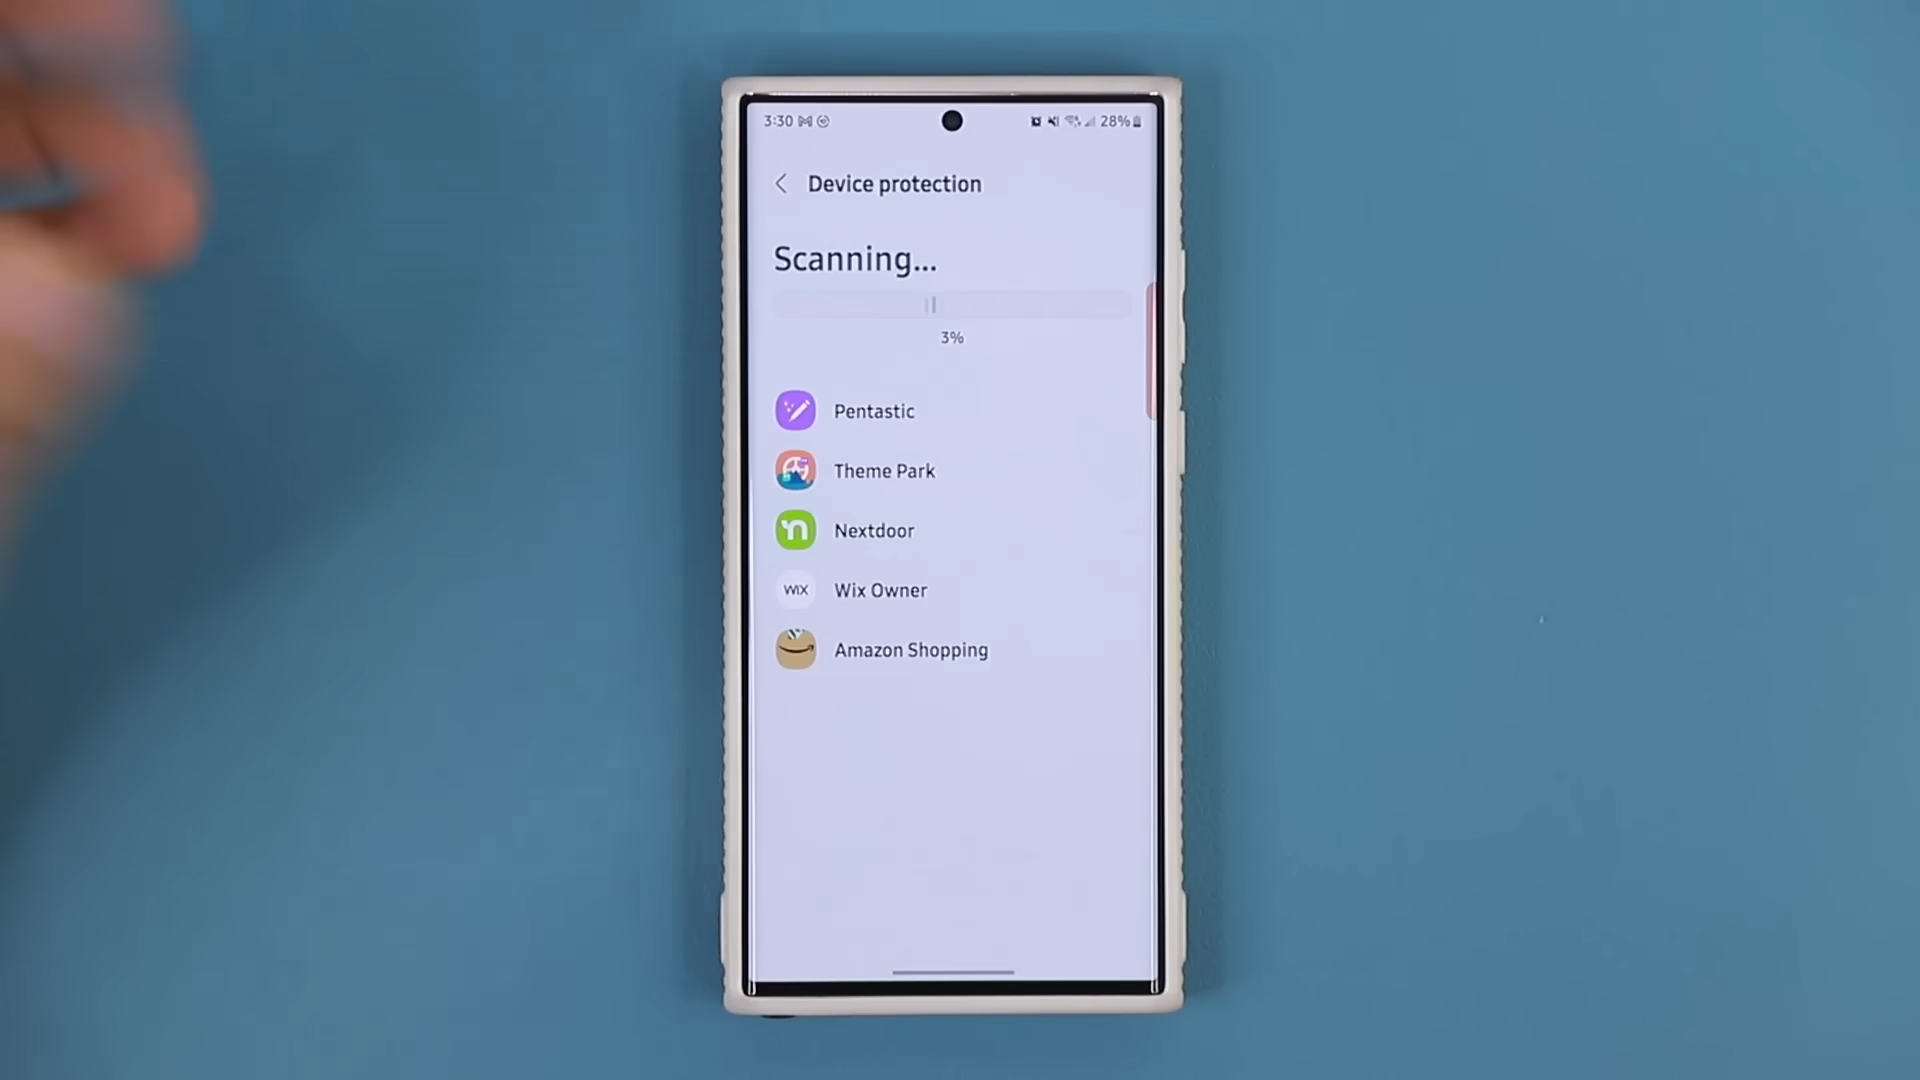 3:30 28%
Device protection
Scanning...
3%
Pentastic
Theme Park
Nextdoor
WIX Wix Owner
Amazon Shopping